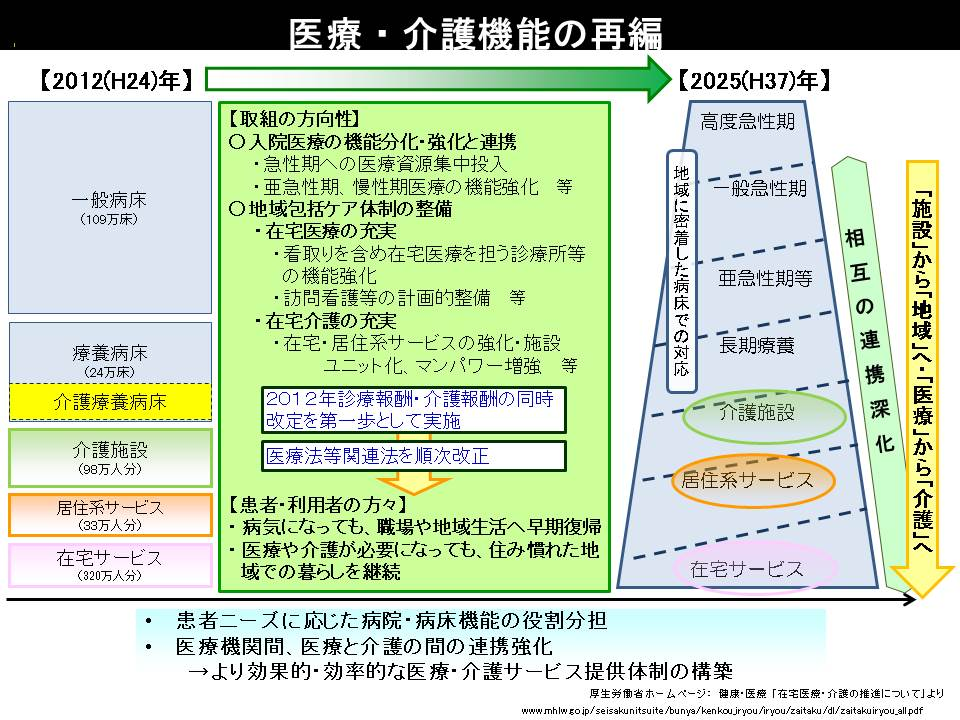 医療・介護機能の再編
【2012(H24)年】
【2025(H37)年】
一般病床
(109万床)
療養病床
(24万床)
介護療養病床
介護施設
(98万人分)
居住系サービス
(33万人分)
在宅サービス
(320万人分)
【取組の方向性】
○入院医療の機能分化・強化と連携
・急性期への医療資源集中投入
・亜急性期、慢性期医療の機能強化 等
○地域包括ケア体制の整備
・在宅医療の充実
・看取りを含め在宅医療を担う診療所等
の機能強化
・訪問看護等の計画的整備 等
・在宅介護の充実
・在宅・居住系サービスの強化・施設
ユニット化、マンパワー増強 等
2012年診療報酬・介護報酬の同時
改定を第一歩として実施
医療法等関連法を順次改正
【患者・利用者の方々】
・ 病気になっても、職場や地域生活へ早期復帰
・ 医療や介護が必要になっても、住み慣れた地
域での暮らしを継続
高度急性期
一般急性期
亜急性期等
長期療養
介護施設
居住系サービス
在宅サービス
地域に密着した病床での対応
相互の連携深化
「施設」から「地域」へ・「医療」から「介護」へ
• 患者ニーズに応じた病院・病床機能の役割分担
• 医療機関間、医療と介護の間の連携強化
→より効果的・効率的な医療・介護サービス提供体制の構築
厚生労働省ホームページ: 健康・医療 「在宅医療・介護の推進について」より
www.mhlw.go.jp/seisakunitsuite/bunya/kenkou_iryou/iryou/zaitaku/dl/zaitakuiryou_all.pdf